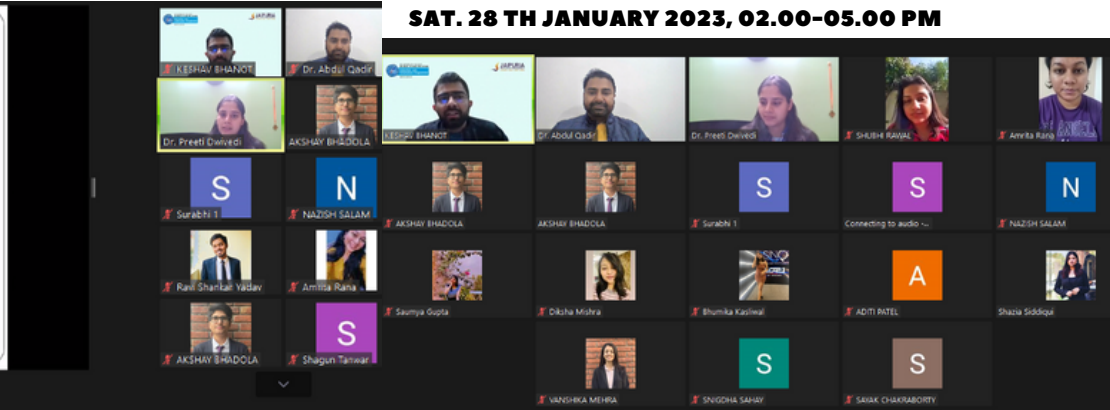 SAT. 28 TH JANUARY 2023, 02.00-05.00 PM
JAIPURIA
KESHAV BHANOT
Dr. Abdul Qadir
Dr. Preeti Dwivedi
AKSHAY BHADOLA
S
N
Surabhi 1
NAZISH SALAM
Ravi Shankar Yadav
Amrita Rana
S
AKSHAY BHADOLA
Shagun Tanwar
JAIPURIA
KESHAV BHANOT
Dr. Abdul Qadir
Dr. Preeti Dwivedi
SHUBHI RAWAL
Amrita Rana
S
S
N
AKSHAY BHADOLA
AKSHAY BHADOLA
Surabhi 1
Connecting to audio ...
NAZISH SALAM
A
Saumya Gupta
Diksha Mishra
Bhumika Kasliwal
ADITI PATEL
Shazia Siddiqui
S
S
VANSHIKA MEHRA
SNIGDHA SAHAY
SAYAK CHAKRABORTY